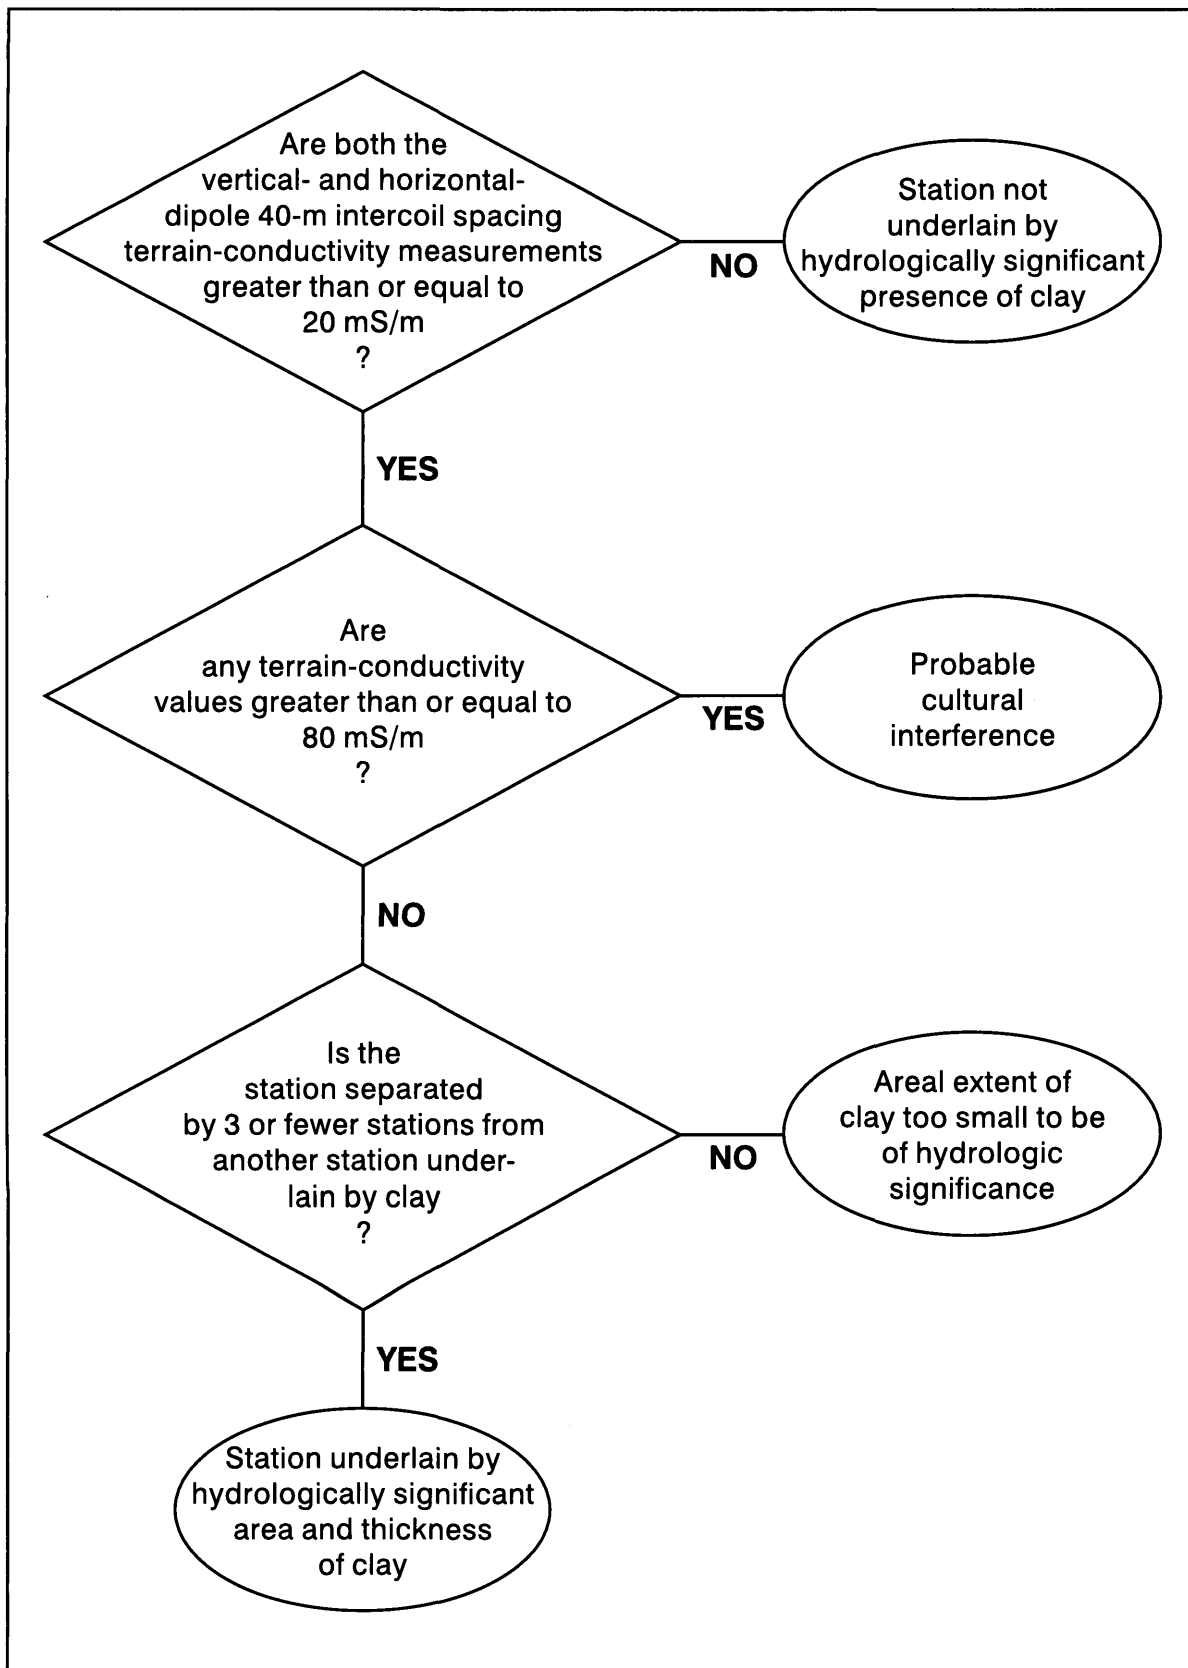 Are both the
vertical- and horizontal-
dipole 40-m intercoil spacing
terrain-conductivity measurements
greater than or equal to
20 mS/m
?
NO
Station not
underlain by
hydrologically significant
presence of clay
YES
Are
any terrain-conductivity
values greater than or equal to
80 mS/m
?
YES
Probable
cultural
interference
NO
Is the
station separated
by 3 or fewer stations from
another station under-
lain by clay
?
NO
Areal extent of
clay too small to be
of hydrologic
significance
YES
Station underlain by
hydrologically significant
area and thickness
of clay